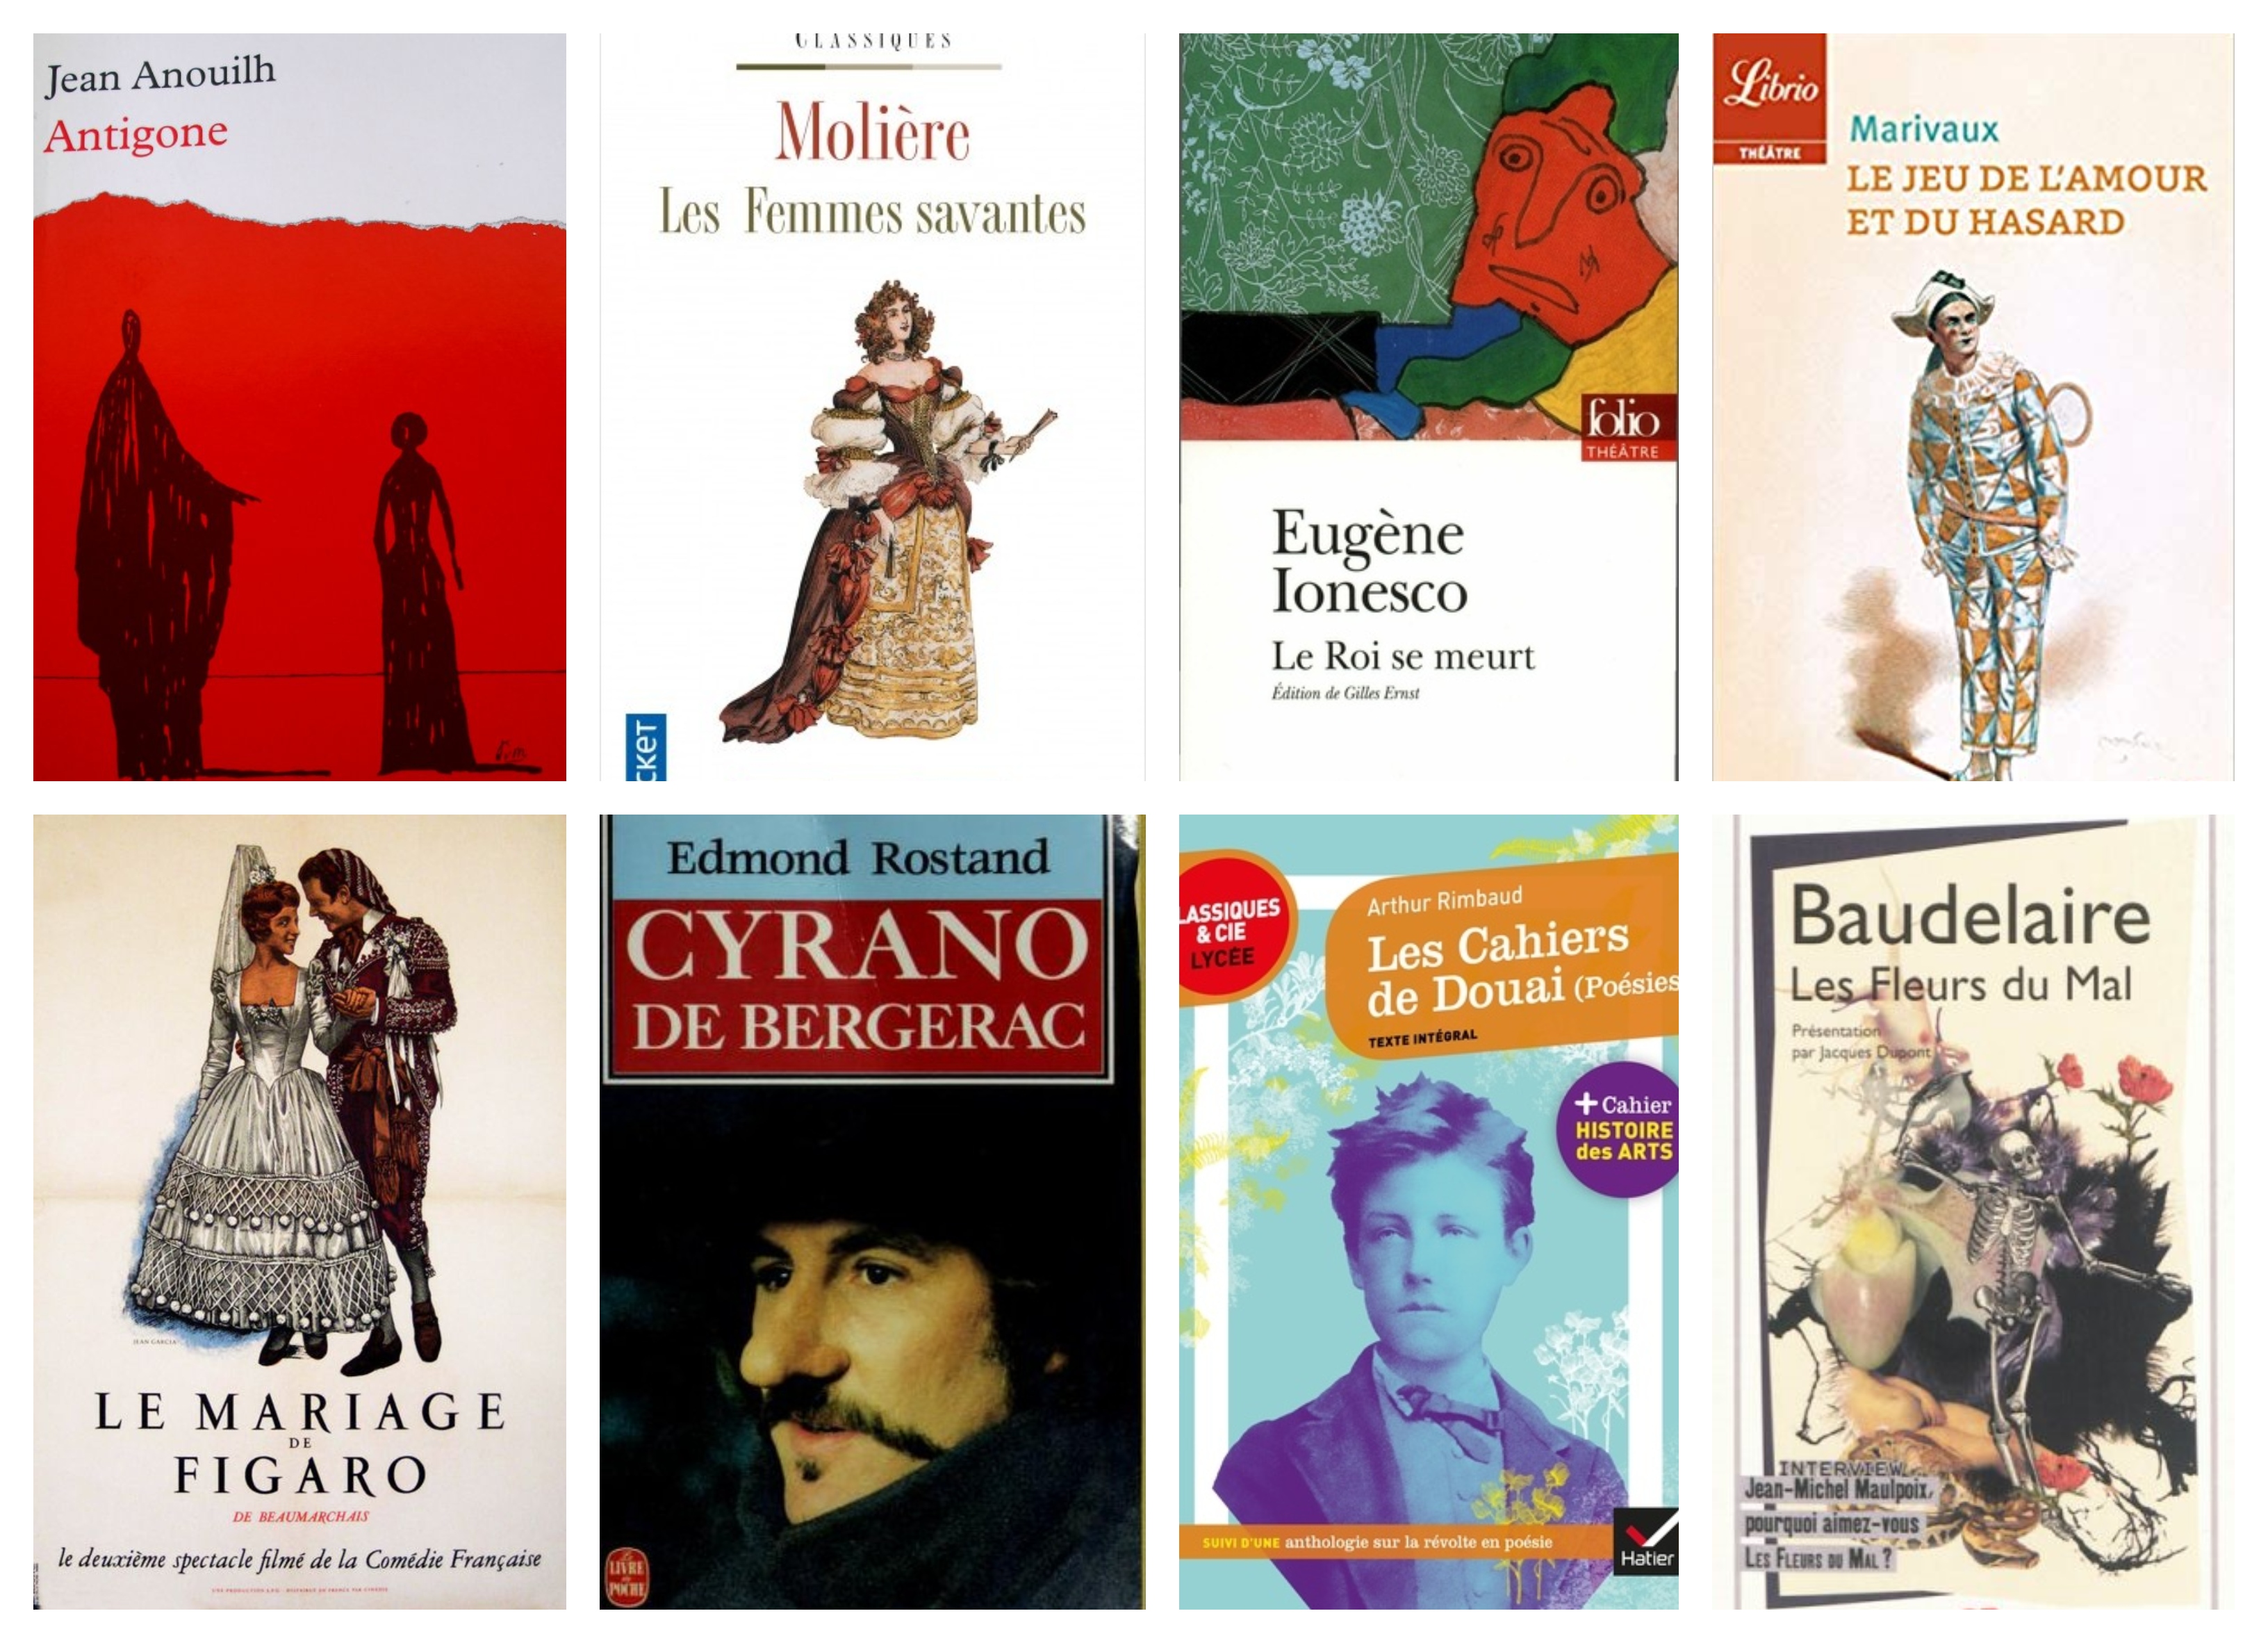 Jean Anouilh
Antigone
CLASSIQUES
Molière
Les Femmes savantes
CKET
folio
THÉÂTRE
Eugène
Ionesco
Le Roi se meurt
Édition de Gilles Ernst
Librio
THÉÂTRE
Marivaux
LE JEU DE L'AMOUR
ET DU HASARD
JEAN GARCIA
LE MARIAGE
DE
FIGARO
DE BEAUMARCHAIS
le deuxième spectacle filmé de la Comédie Française
Edmond Rostand
CYRANO
DE BERGERAC
LE LIVRE
DE POCHE
LASSIQUES
& CIE
LYCÉE
Arthur Rimbaud
Les Cahiers
de Douai (Poésies
TEXTE INTÉGRAL
+ Cahier
HISTOIRE
des ARTS
SUIVI D'UNE anthologie sur la révolte en poésie
Hatier
Baudelaire
Les Fleurs du Mal
Présentation
par Jacques Dupont
INTERVIEW
Jean-Michel Maulpoix,
pourquoi aimez-vous
LES FLEURS DU MAL ?